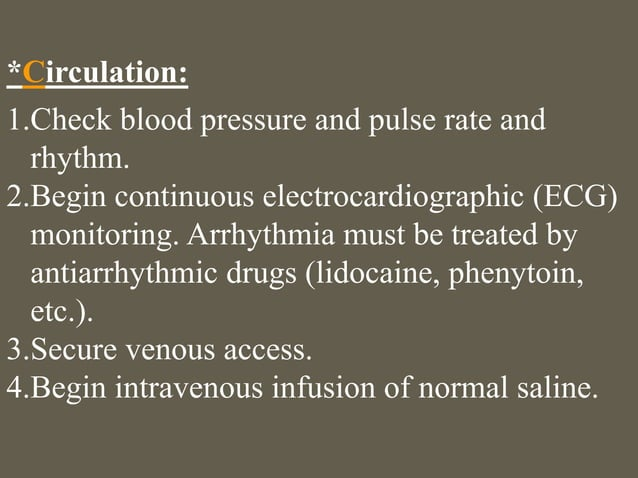 *Circulation:
1.Check blood pressure and pulse rate and
rhythm.
2.Begin continuous electrocardiographic (ECG)
monitoring. Arrhythmia must be treated by
antiarrhythmic drugs (lidocaine, phenytoin,
etc.).
3.Secure venous access.
4.Begin intravenous infusion of normal saline.